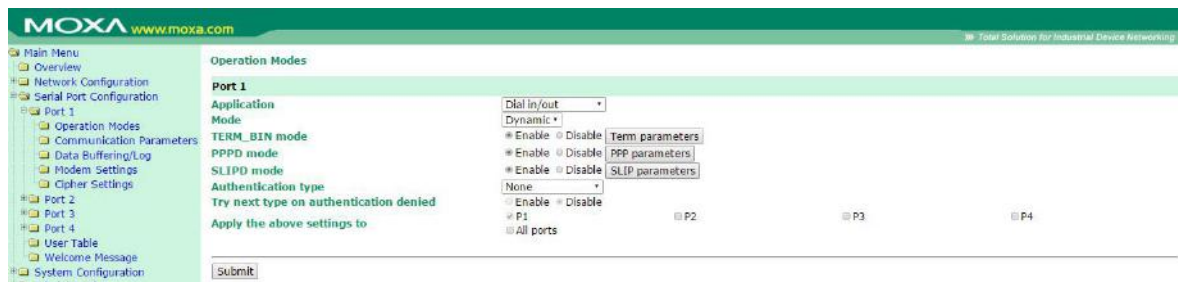 MOXA www.moxa.com
Total Solution for Industrial Device Networking
Main Menu
Overview
Network Configuration
Serial Port Configuration
Port 1
Operation Modes
Communication Parameters
Data Buffering/Log
Modem Settings
Cipher Settings
Port 2
Port 3
Port 4
User Table
Welcome Message
System Configuration
Operation Modes
Port 1
Application Dial in/out
Mode Dynamic
TERM_BIN mode Enable Disable Term parameters
PPPD mode Enable Disable PPP parameters
SLIPD mode Enable Disable SLIP parameters
Authentication type None
Try next type on authentication denied Enable Disable
Apply the above settings to P1 P2 P3 P4
All ports
Submit